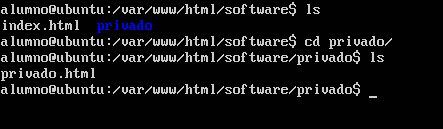 alumno@ubuntu:/var/www/html/software$ ls
index.html  privado
alumno@ubuntu:/var/www/html/software$ cd privado/
alumno@ubuntu:/var/www/html/software/privado$ ls
privado.html
alumno@ubuntu:/var/www/html/software/privado$ _